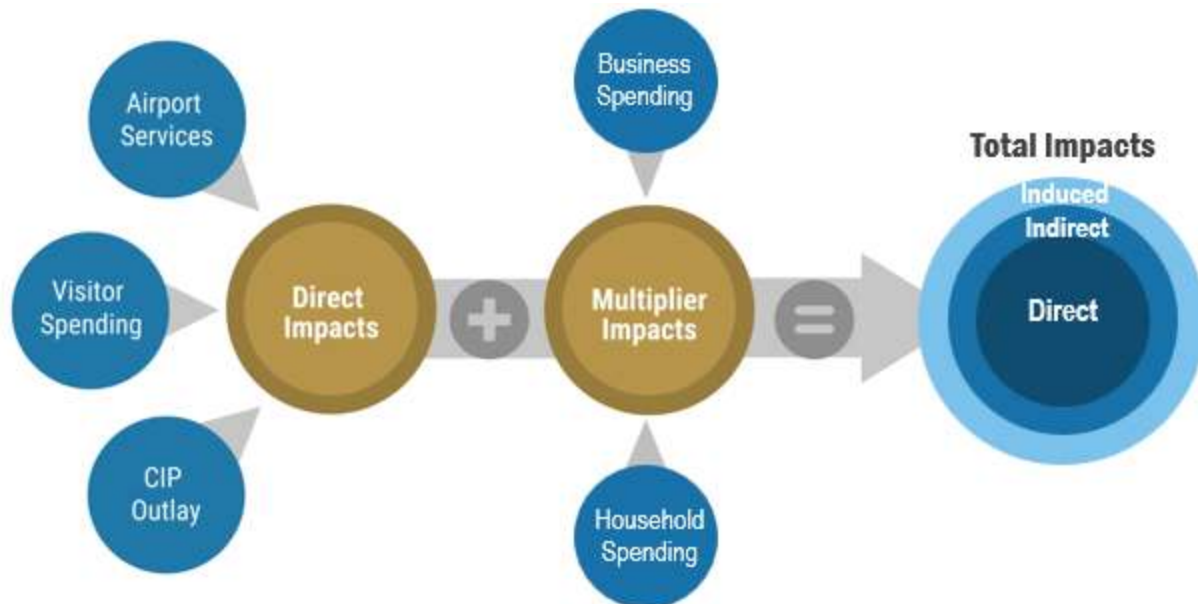 Airport
Services
Visitor
Spending
CIP
Outlay
Direct
Impacts
+
Business
Spending
Multiplier
Impacts
Household
Spending
=
Total Impacts
Induced
Indirect
Direct